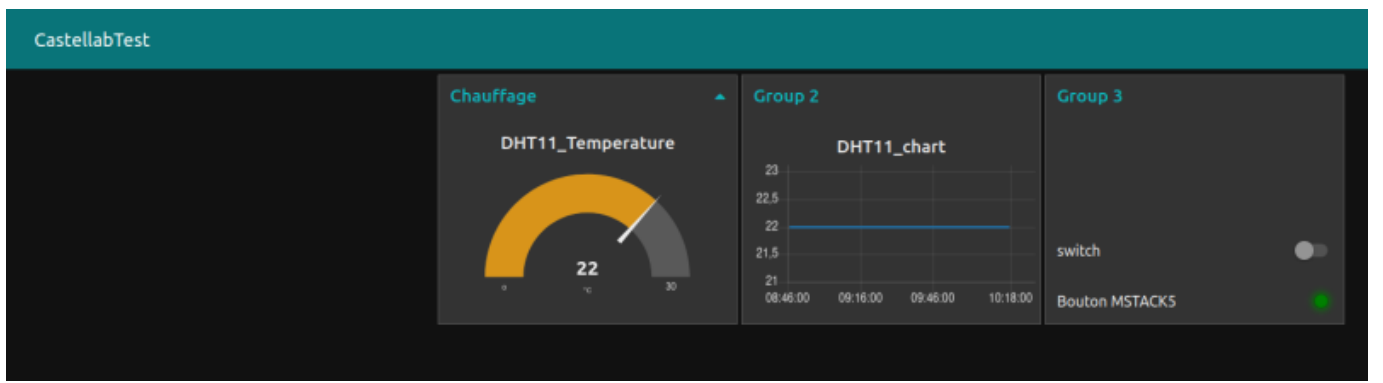 CastellabTest
Chauffage
DHT11_Temperature
22
0
°C
30
Group 2
DHT11_chart
23
22,5
22
21,5
21
08:46:00 09:16:00 09:46:00 10:18:00
Group 3
switch
Bouton MSTACK5